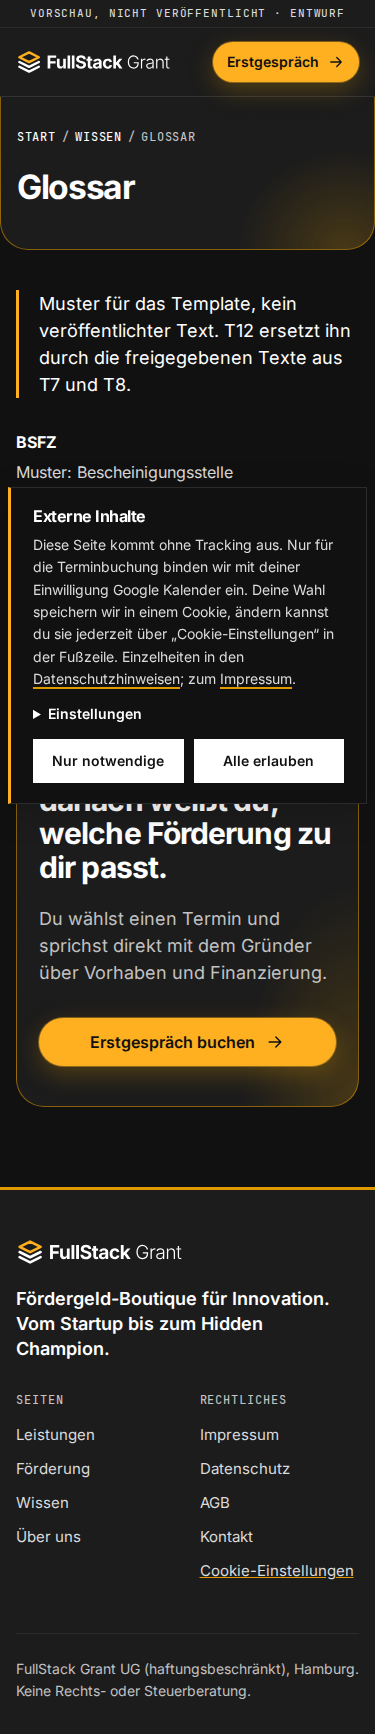 VORSCHAU, NICHT VERÖFFENTLICHT · ENTWURF
FullStack Grant
Erstgespräch →
START / WISSEN / GLOSSAR
Glossar
Muster für das Template, kein
veröffentlichter Text. T12 ersetzt ihn
durch die freigegebenen Texte aus
T7 und T8.
BSFZ
Muster: Bescheinigungsstelle
Externe Inhalte
Diese Seite kommt ohne Tracking aus. Nur für
die Terminbuchung binden wir mit deiner
Einwilligung Google Kalender ein. Deine Wahl
speichern wir in einem Cookie, ändern kannst
du sie jederzeit über „Cookie-Einstellungen“ in
der Fußzeile. Einzelheiten in den
Datenschutzhinweisen; zum Impressum.
Einstellungen
Nur notwendige
Alle erlauben
danach weißt du,
welche Förderung zu
dir passt.
Du wählst einen Termin und
sprichst direkt mit dem Gründer
über Vorhaben und Finanzierung.
Erstgespräch buchen →
FullStack Grant
Fördergeld-Boutique für Innovation.
Vom Startup bis zum Hidden
Champion.
SEITEN
Leistungen
Förderung
Wissen
Über uns
RECHTLICHES
Impressum
Datenschutz
AGB
Kontakt
Cookie-Einstellungen
FullStack Grant UG (haftungsbeschränkt), Hamburg.
Keine Rechts- oder Steuerberatung.